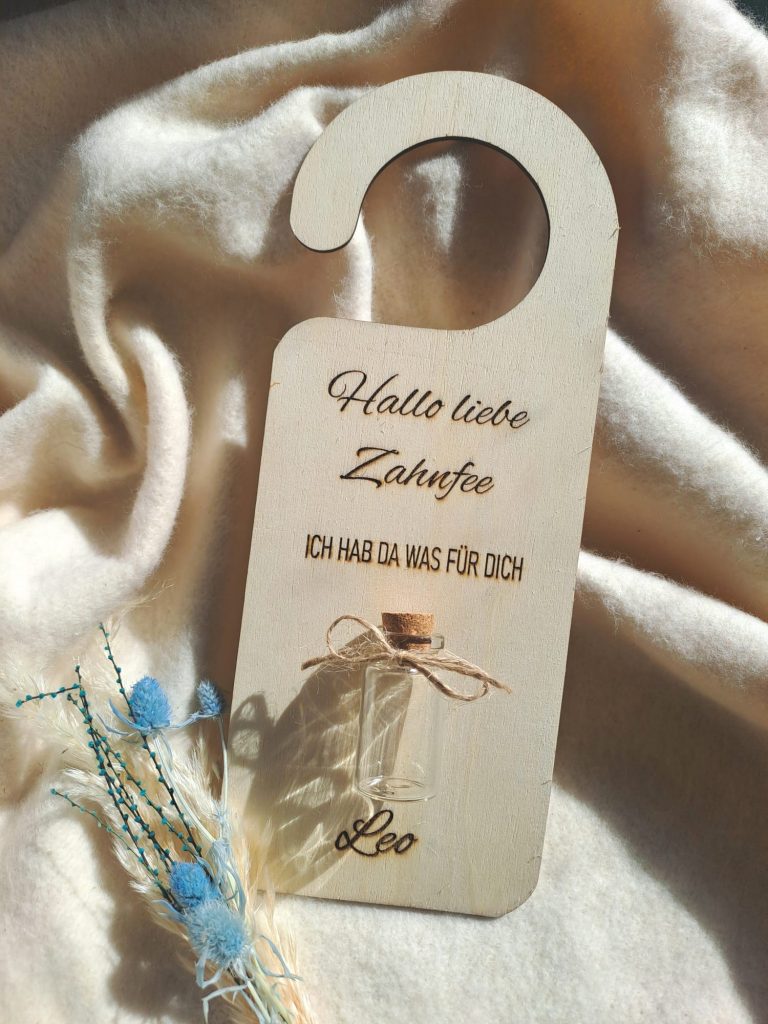 Hallo liebe
Zahnfee
ICH HAB DA WAS FÜR DICH
Leo